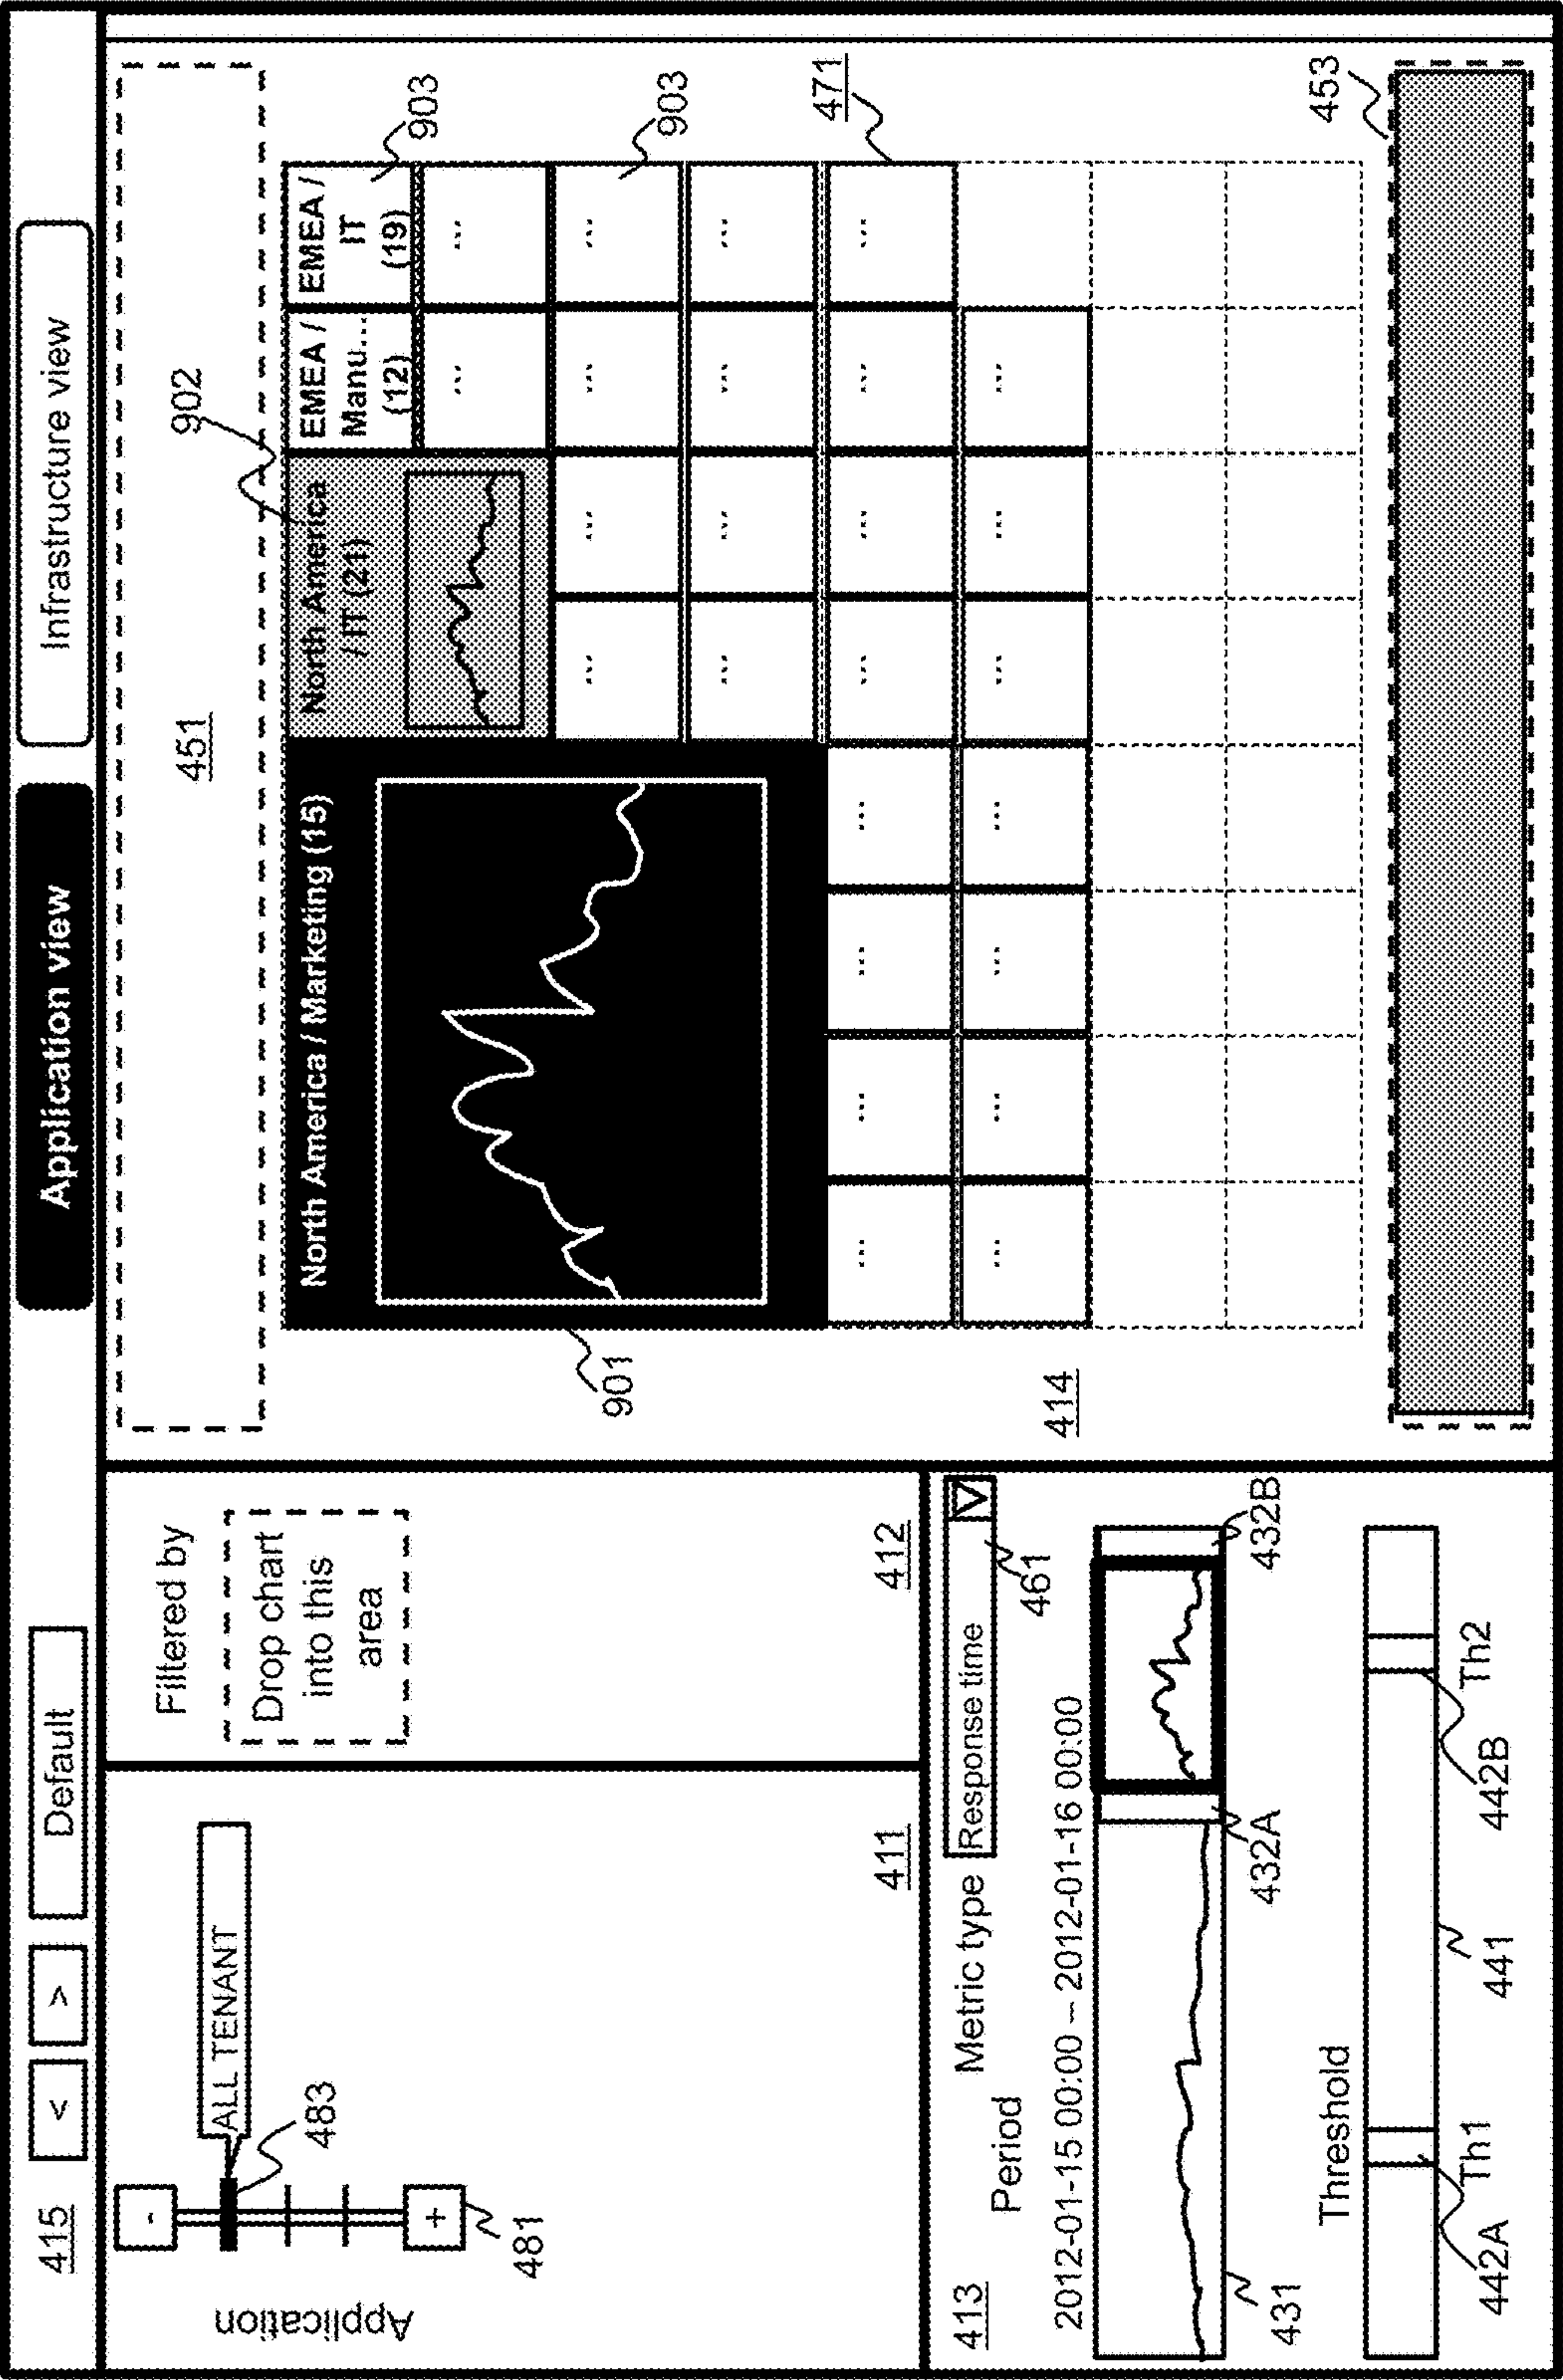 415
<
>
Default
Application view
Infrastructure view
Application
-
+
ALL TENANT
483
481
411
Filtered by
Drop chart
into this
area
412
451
902
North America / Marketing (15)
North America
/ IT (21)
EMEA /
Manu...
(12)
EMEA /
IT
(19)
... ...
903
... ... ... ...
903
... ... ... ...
901
... ... ... ... ... ... ... ...
471
... ... ... ... ... ... ...
414
453
413
Metric type
Response time
V
461
Period
2012-01-15 00:00 – 2012-01-16 00:00
431
432A
432B
Threshold
Th1
Th2
442A
441
442B